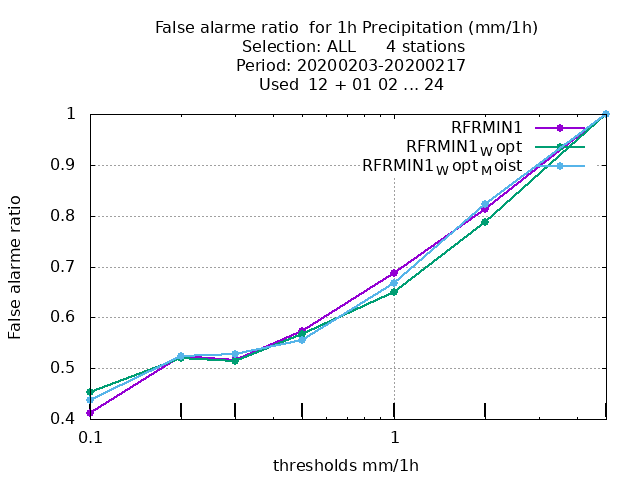 False alarme ratio  for 1h Precipitation (mm/1h)
Selection: ALL      4 stations
Period: 20200203-20200217
Used  12 + 01 02 ... 24
1
0.9
0.8
0.7
0.6
0.5
0.4
0.1
1
False alarme ratio
thresholds mm/1h
RFRMIN1
RFRMIN1Wopt
RFRMIN1WoptMoist